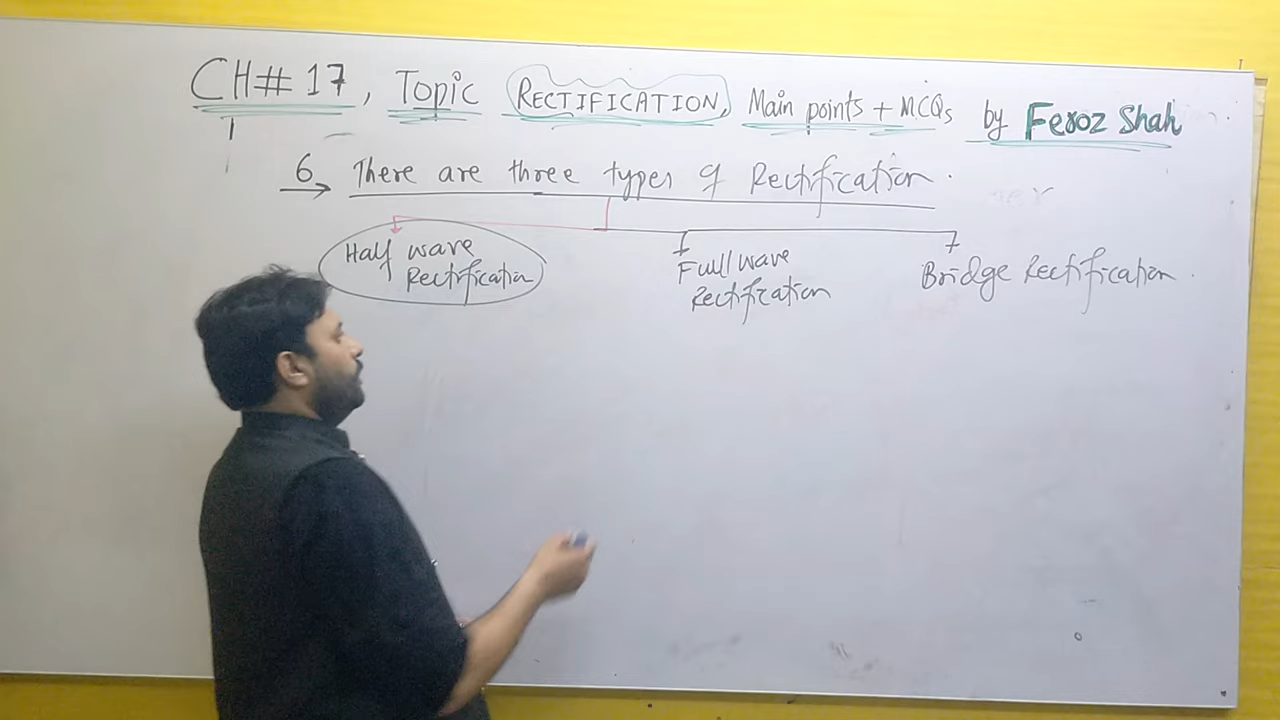 CH# 17, Topic RECTIFICATION, Main points + MCQs by Feroz Shah
6 → There are three types of Rectification.
Half wave Rectification
Full wave Rectification
Bridge Rectification.